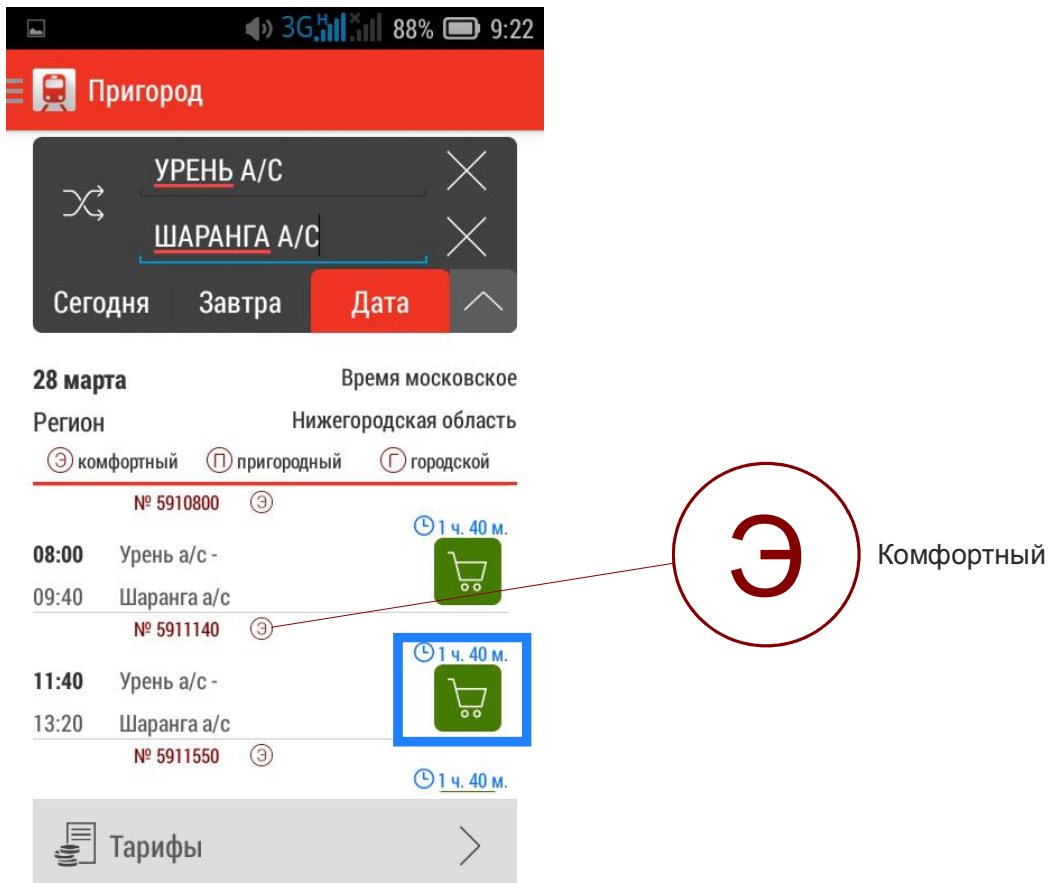 3G H 88% 9:22
Пригород
УРЕНЬ А/С
ШАРАНГА А/С
Сегодня Завтра Дата
28 марта Время московское
Регион Нижегородская область
Э комфортный П пригородный Г городской
№ 5910800 Э
1 ч. 40 м.
08:00 Урень а/с -
09:40 Шаранга а/с
№ 5911140 Э
1 ч. 40 м.
11:40 Урень а/с -
13:20 Шаранга а/с
№ 5911550 Э
1 ч. 40 м.
Тарифы
Э Комфортный